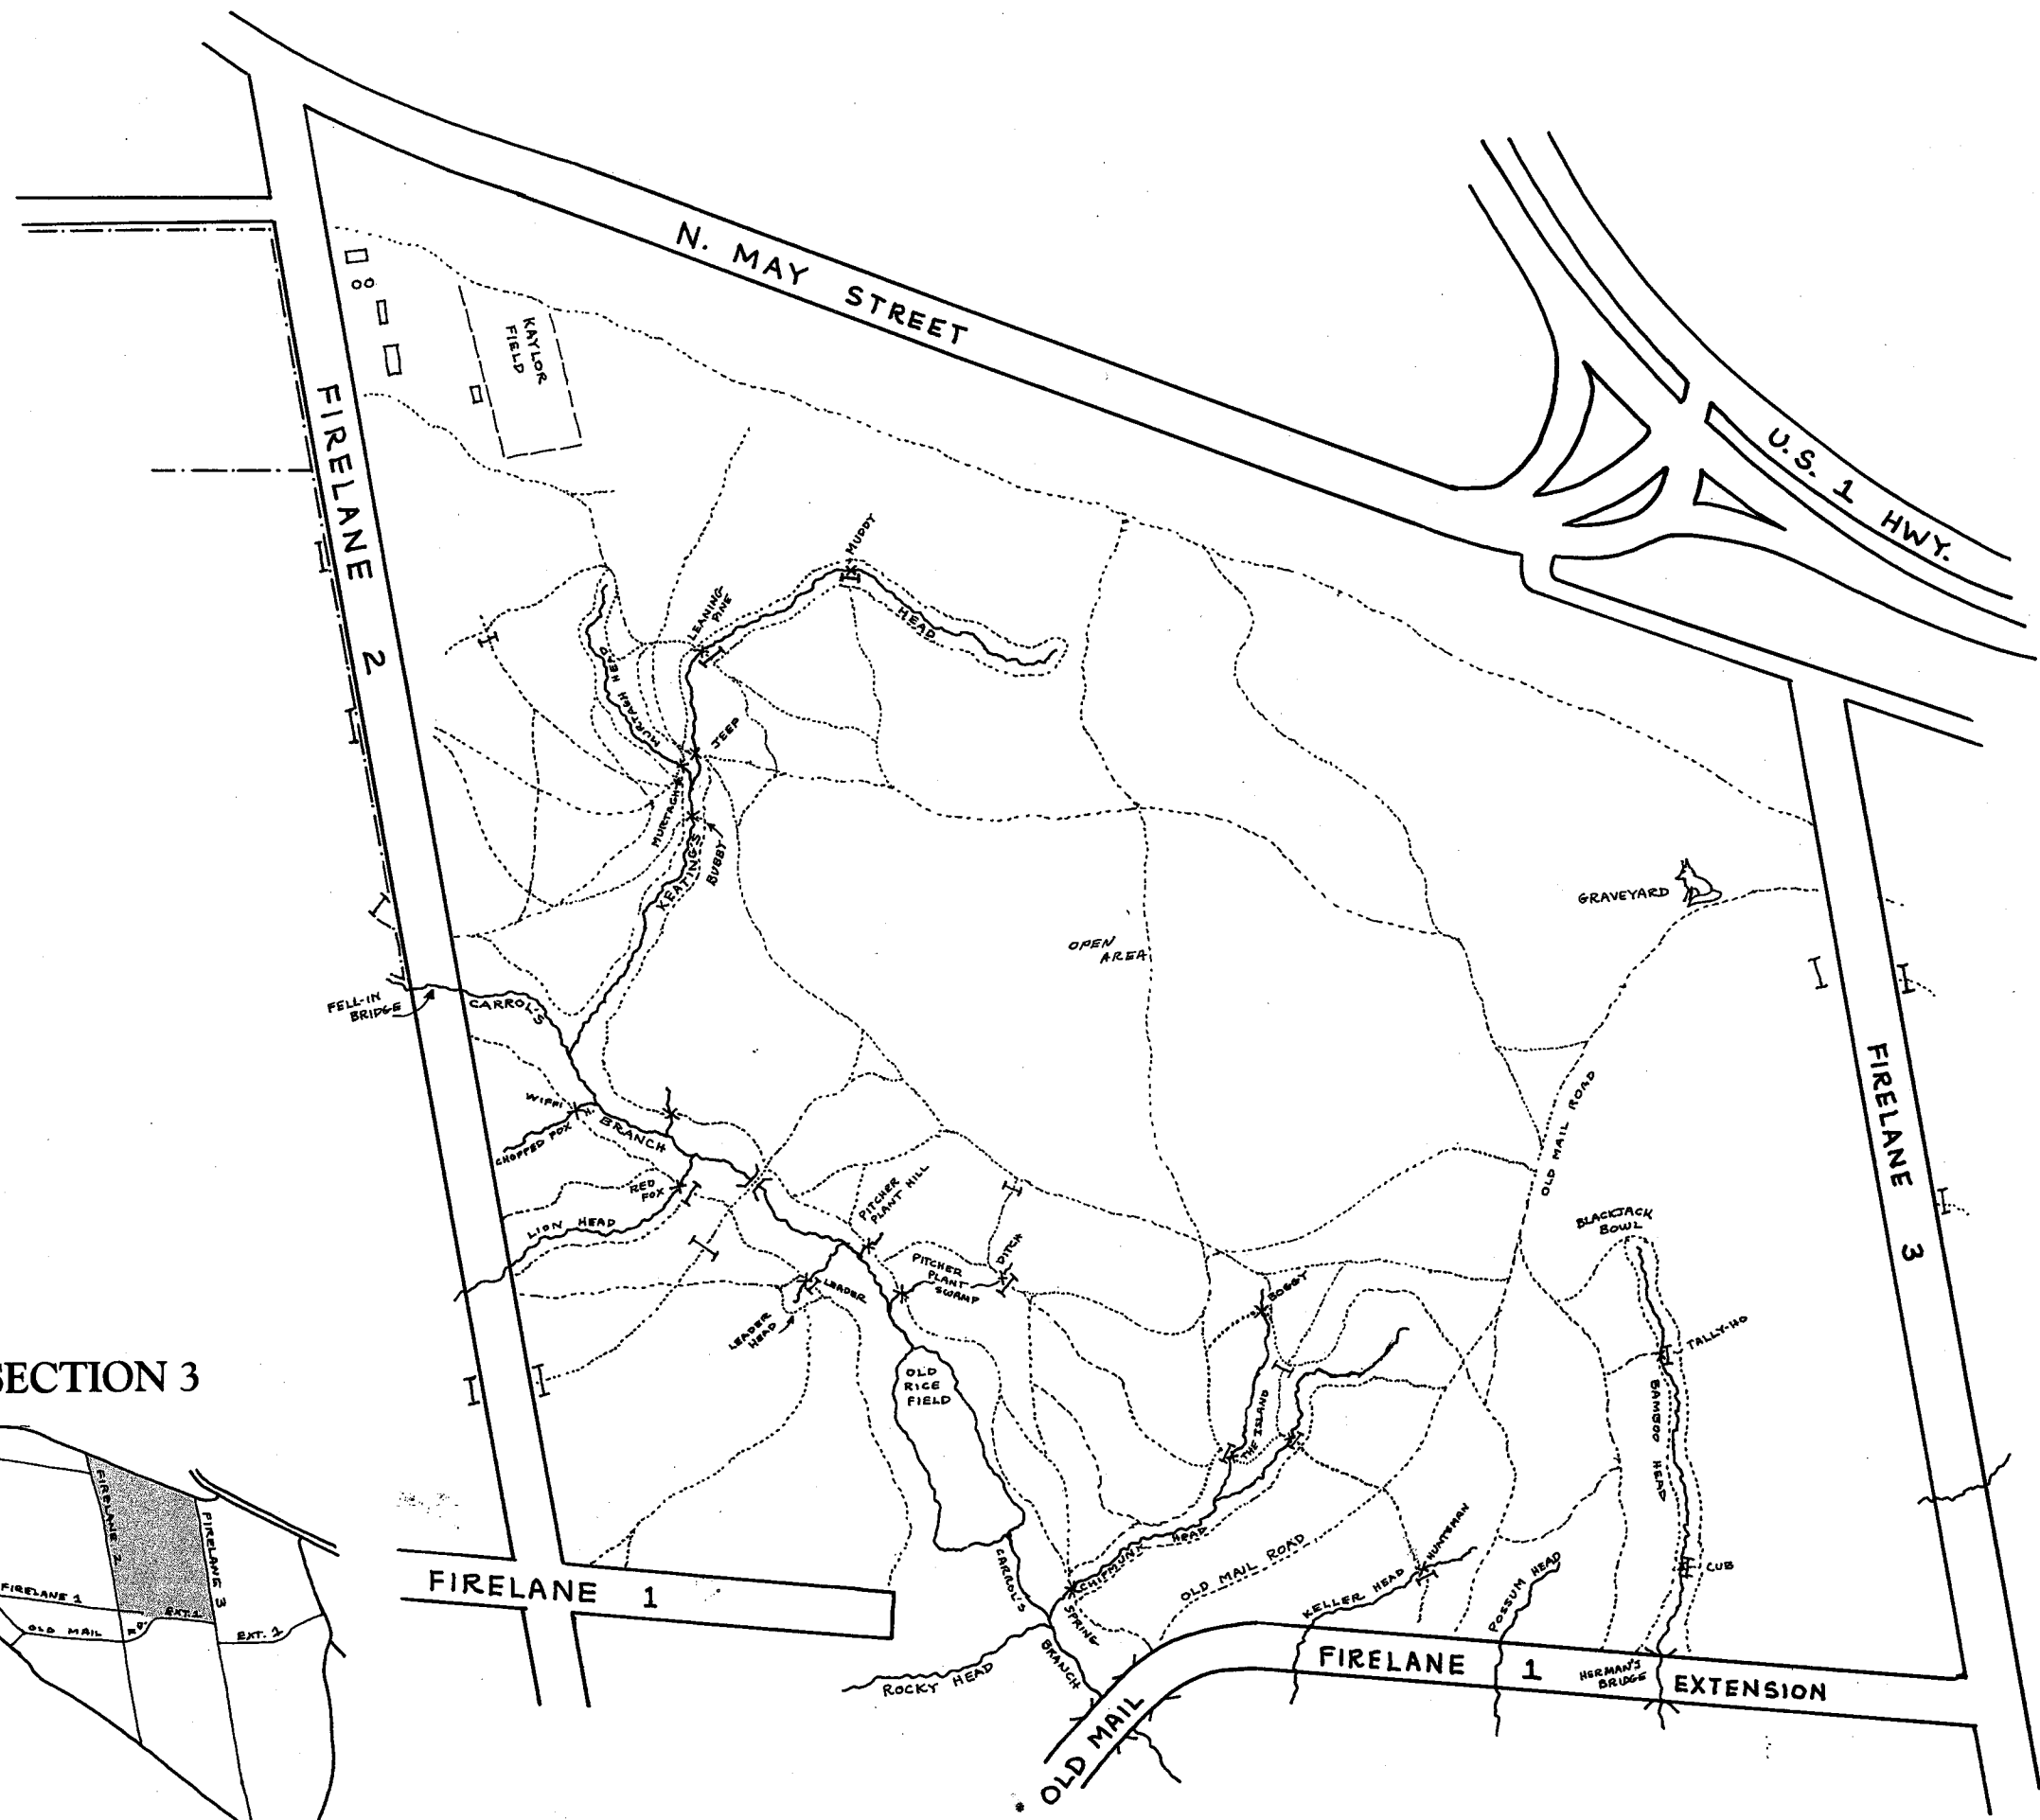 N. MAY STREET
U.S. 1 HWY.
KAYLOR
FIELD
FIRELANE 2
MUDDY
HEAD
LEANING
PINE
MURTAGH HEAD
JEEP
MURTAGH
KEATING'S
BUBBY
GRAVEYARD
OPEN
AREA
FELL-IN
BRIDGE
CARROL'S
BRANCH
WIFFI
CHOPPED FOX
RED
FOX
LION HEAD
PITCHER
PLANT HILL
PITCHER
PLANT
SWAMP
DITCH
LEADER
LEADER
HEAD
OLD MAIL ROAD
FIRELANE 3
BLACKJACK
BOWL
BOGGY
TALLY-HO
BAMBOO HEAD
THE ISLAND
OLD
RICE
FIELD
SECTION 3
CHIPMUNK HEAD
SPRING
CARROL'S
BRANCH
OLD MAIL ROAD
KELLER HEAD
HUNTSMAN
POSSUM HEAD
CUB
FIRELANE 1
ROCKY HEAD
OLD MAIL
FIRELANE 1
HERMAN'S
BRIDGE
EXTENSION
FIRELANE 2
FIRELANE 3
FIRELANE 1
OLD MAIL
RD
EXT. 1
EXT. 1